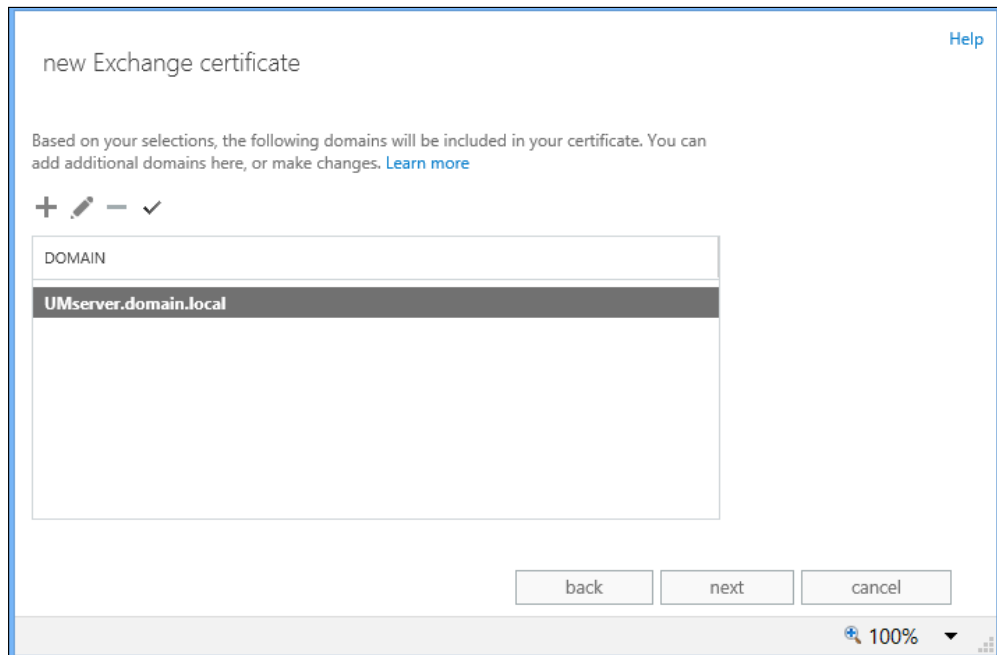 Help
new Exchange certificate
Based on your selections, the following domains will be included in your certificate. You can
add additional domains here, or make changes. Learn more
DOMAIN
UMserver.domain.local
back next cancel
100%